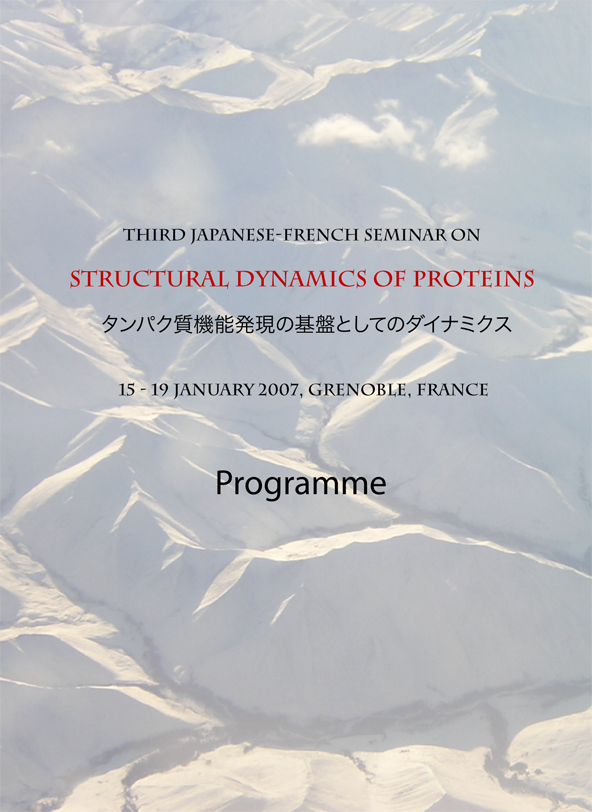 THIRD JAPANESE-FRENCH SEMINAR ON
STRUCTURAL DYNAMICS OF PROTEINS
タンパク質機能発現の基盤としてのダイナミクス
15 - 19 JANUARY 2007, GRENOBLE, FRANCE
Programme